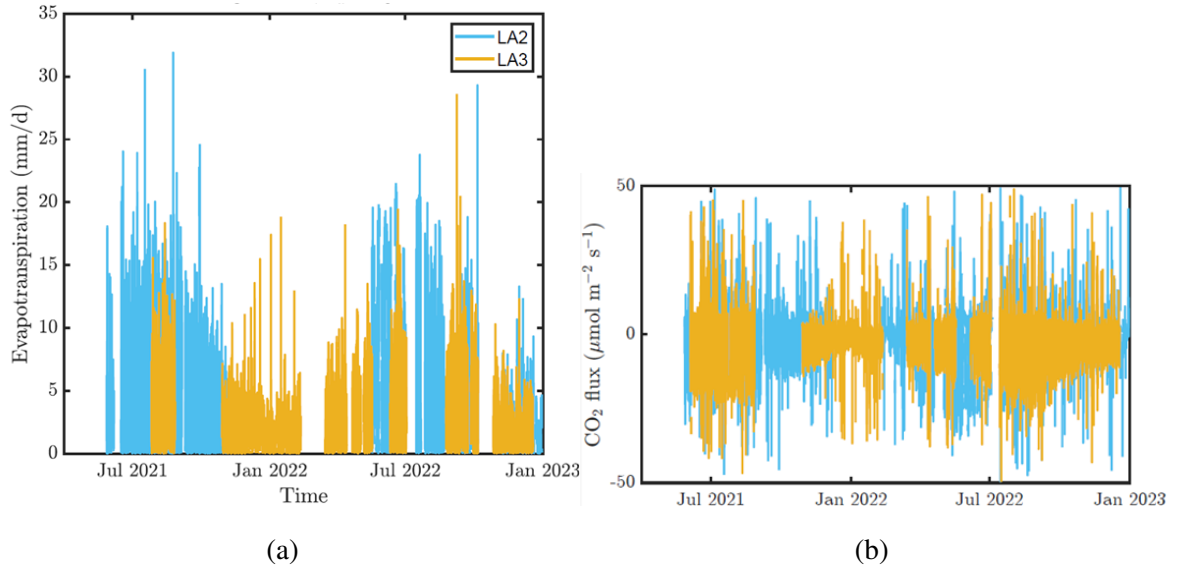 35
30
25
20
15
10
5
0
Evapotranspiration (mm/d)
LA2
LA3
Jul 2021 Jan 2022 Jul 2022 Jan 2023
Time
(a)
50
0
-50
CO₂ flux (μmol m⁻² s⁻¹)
Jul 2021 Jan 2022 Jul 2022 Jan 2023
(b)